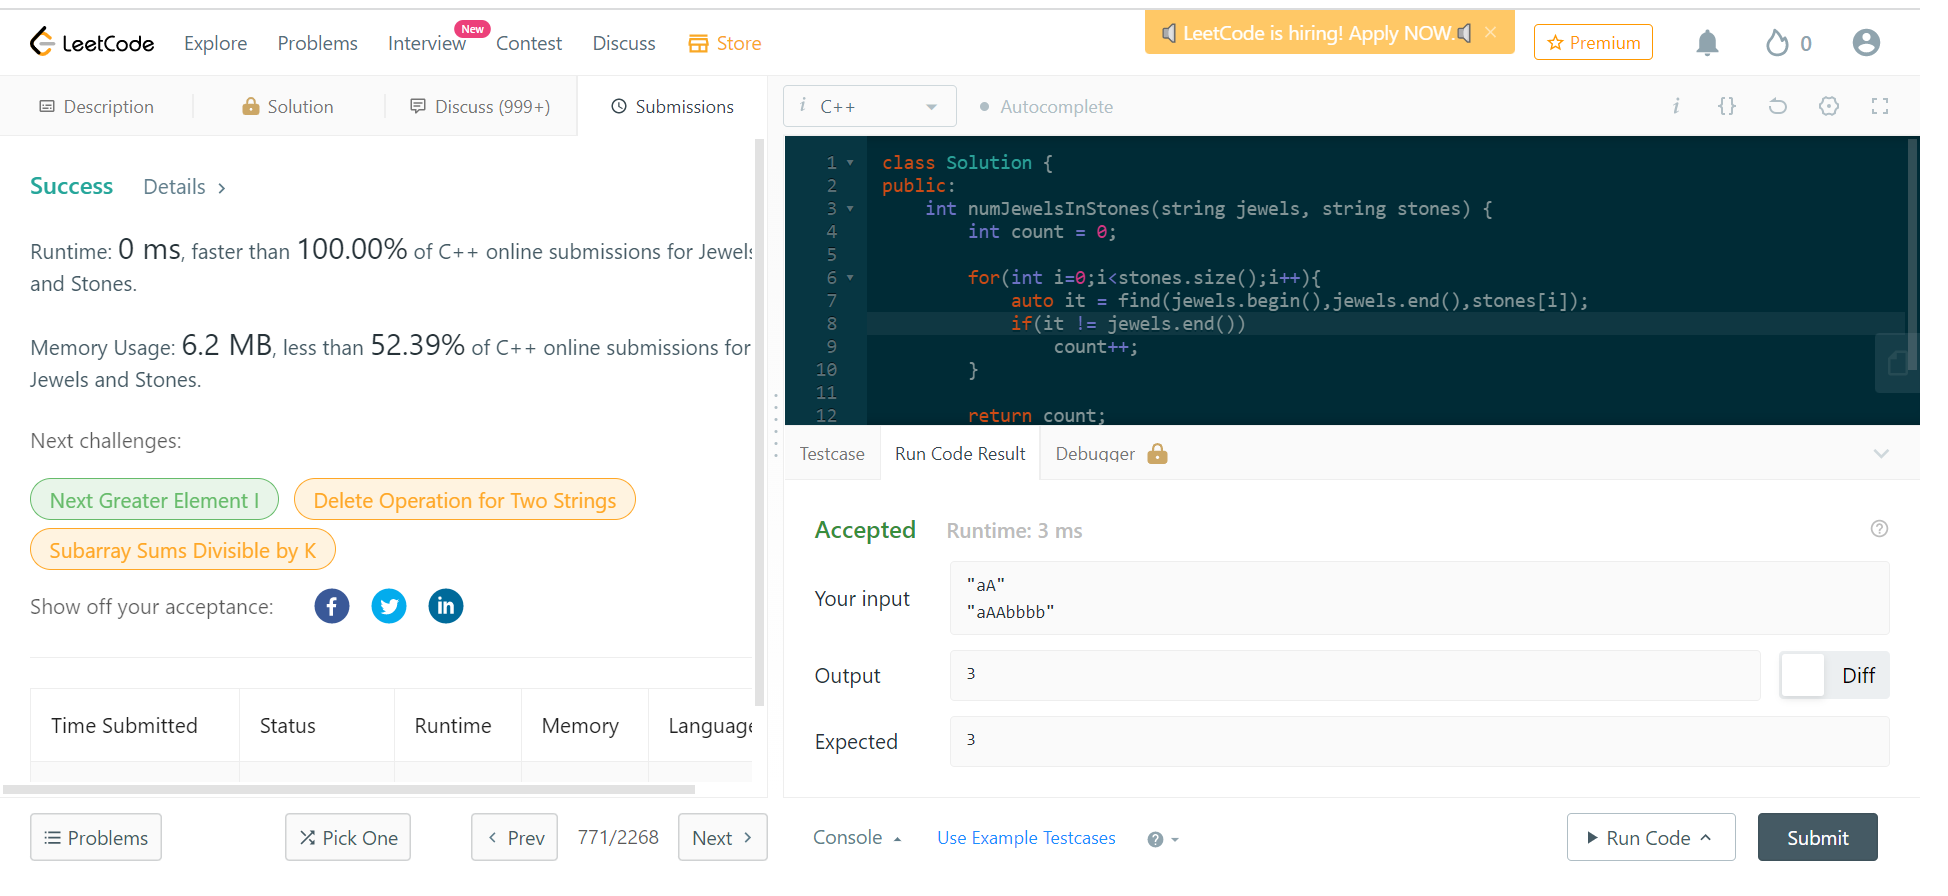 LeetCode
Explore
Problems
Interview
New
Contest
Discuss
Store
LeetCode is hiring! Apply NOW.
Premium
0
Description
Solution
Discuss (999+)
Submissions
Success
Details
Runtime: 0 ms, faster than 100.00% of C++ online submissions for Jewels
and Stones.
Memory Usage: 6.2 MB, less than 52.39% of C++ online submissions for
Jewels and Stones.
Next challenges:
Next Greater Element I
Delete Operation for Two Strings
Subarray Sums Divisible by K
Show off your acceptance:
Time Submitted
Status
Runtime
Memory
Language
Problems
Pick One
Prev
771/2268
Next
i C++
Autocomplete
i {}
1 class Solution {
2 public:
3 int numJewelsInStones(string jewels, string stones) {
4 int count = 0;
5
6 for(int i=0;i<stones.size();i++){
7 auto it = find(jewels.begin(),jewels.end(),stones[i]);
8 if(it != jewels.end())
9 count++;
10 }
11
12 return count;
Testcase
Run Code Result
Debugger
Accepted
Runtime: 3 ms
Your input
"aA"
"aAAbbbb"
Output
3
Diff
Expected
3
Console
Use Example Testcases
Run Code
Submit